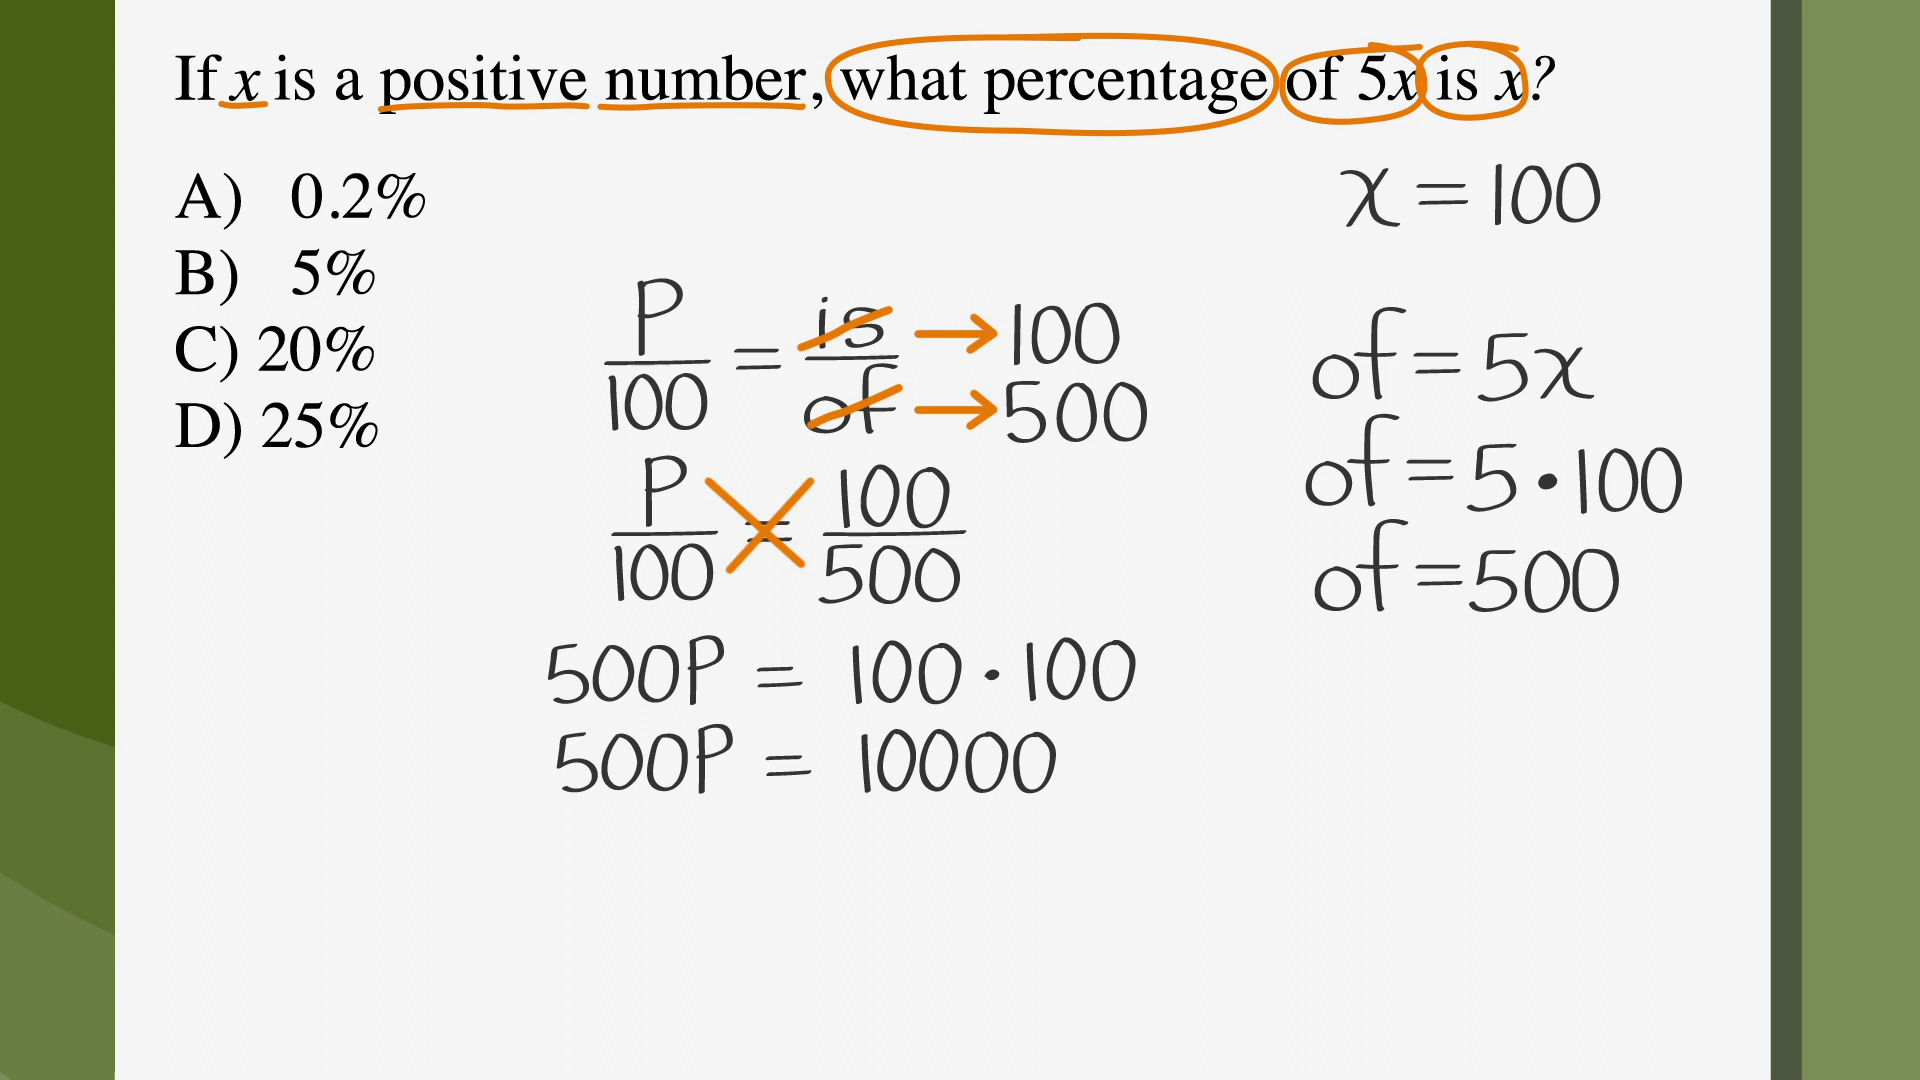 If x is a positive number, what percentage of 5x is x?
A) 0.2%
B) 5%
C) 20%
D) 25%
P/100 = is/of → 100
→ 500
P/100 = 100/500
500P = 100 · 100
500P = 10000
x = 100
of = 5x
of = 5 · 100
of = 500